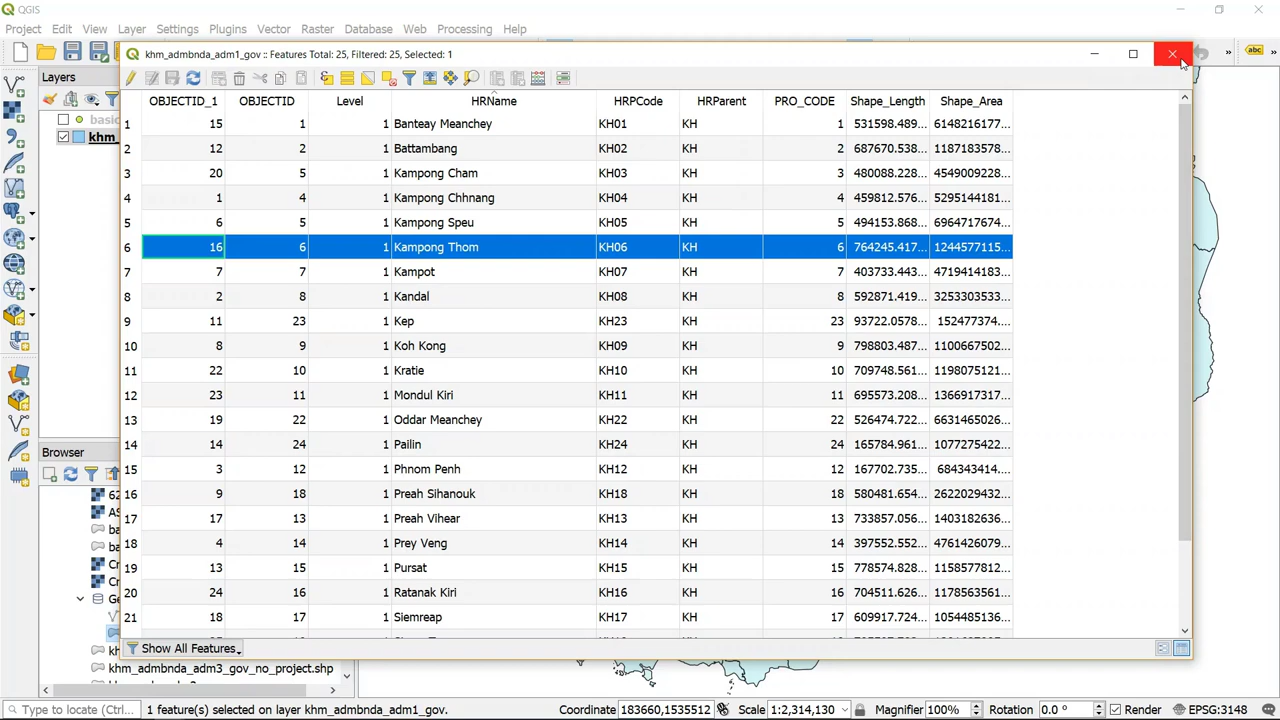 QGIS
Project Edit View Layer Settings Plugins Vector Raster Database Web Processing Help
khm_admbnda_adm1_gov :: Features Total: 25, Filtered: 25, Selected: 1
abc
Layers
basic
khm_
OBJECTID_1 OBJECTID Level HRName HRPCode HRParent PRO_CODE Shape_Length Shape_Area
1 15 1 1 Banteay Meanchey KH01 KH 1 531598.489... 6148216177...
2 12 2 1 Battambang KH02 KH 2 687670.538... 1187183578...
3 20 5 1 Kampong Cham KH03 KH 3 480088.228... 4549009228...
4 1 4 1 Kampong Chhnang KH04 KH 4 459812.576... 5295144181...
5 6 5 1 Kampong Speu KH05 KH 5 494153.868... 6964717674...
6 16 6 1 Kampong Thom KH06 KH 6 764245.417... 1244577115...
7 7 7 1 Kampot KH07 KH 7 403733.443... 4719414183...
8 2 8 1 Kandal KH08 KH 8 592871.419... 3253303533...
9 11 23 1 Kep KH23 KH 23 93722.0578... 152477374....
10 8 9 1 Koh Kong KH09 KH 9 798803.487... 1100667502...
11 22 10 1 Kratie KH10 KH 10 709748.561... 1198075121...
12 23 11 1 Mondul Kiri KH11 KH 11 695573.208... 1366917317...
13 19 22 1 Oddar Meanchey KH22 KH 22 526474.722... 6631465026...
14 14 24 1 Pailin KH24 KH 24 165784.961... 1077275422...
15 3 12 1 Phnom Penh KH12 KH 12 167702.735... 684343414....
16 9 18 1 Preah Sihanouk KH18 KH 18 580481.654... 2622029432...
17 17 13 1 Preah Vihear KH13 KH 13 733857.056... 1403182636...
18 4 14 1 Prey Veng KH14 KH 14 397552.552... 4761426079...
19 13 15 1 Pursat KH15 KH 15 778574.828... 1158577812...
20 24 16 1 Ratanak Kiri KH16 KH 16 704511.626... 1178563561...
21 18 17 1 Siemreap KH17 KH 17 609917.724... 1054485136...
Browser
62
AS
ba
ba
Cr
Cr
Ge
kh
khm_admbnda_adm3_gov_no_project.shp
Show All Features
Type to locate (Ctrl... 1 feature(s) selected on layer khm_admbnda_adm1_gov. Coordinate 183660,1535512 Scale 1:2,314,130 Magnifier 100% Rotation 0.0 ° Render EPSG:3148